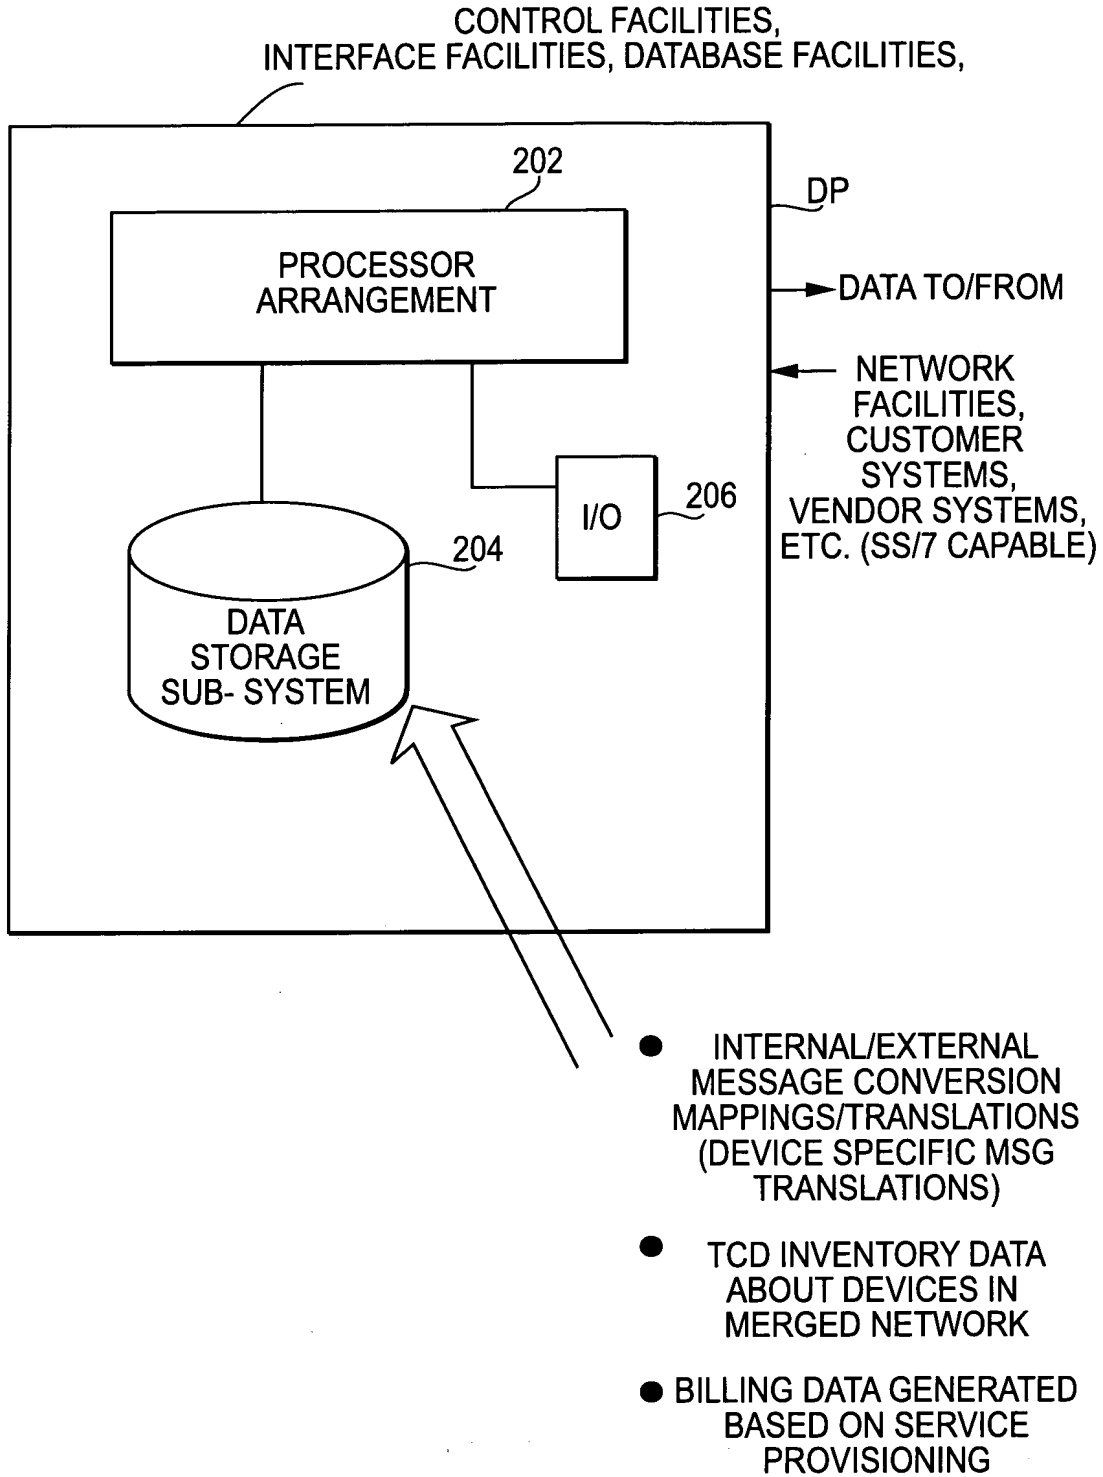 CONTROL FACILITIES,
INTERFACE FACILITIES, DATABASE FACILITIES,
202
DP
PROCESSOR
ARRANGEMENT
DATA TO/FROM
NETWORK
FACILITIES,
CUSTOMER
SYSTEMS,
VENDOR SYSTEMS,
ETC. (SS/7 CAPABLE)
I/O
206
204
DATA
STORAGE
SUB- SYSTEM
● INTERNAL/EXTERNAL
MESSAGE CONVERSION
MAPPINGS/TRANSLATIONS
(DEVICE SPECIFIC MSG
TRANSLATIONS)
● TCD INVENTORY DATA
ABOUT DEVICES IN
MERGED NETWORK
● BILLING DATA GENERATED
BASED ON SERVICE
PROVISIONING